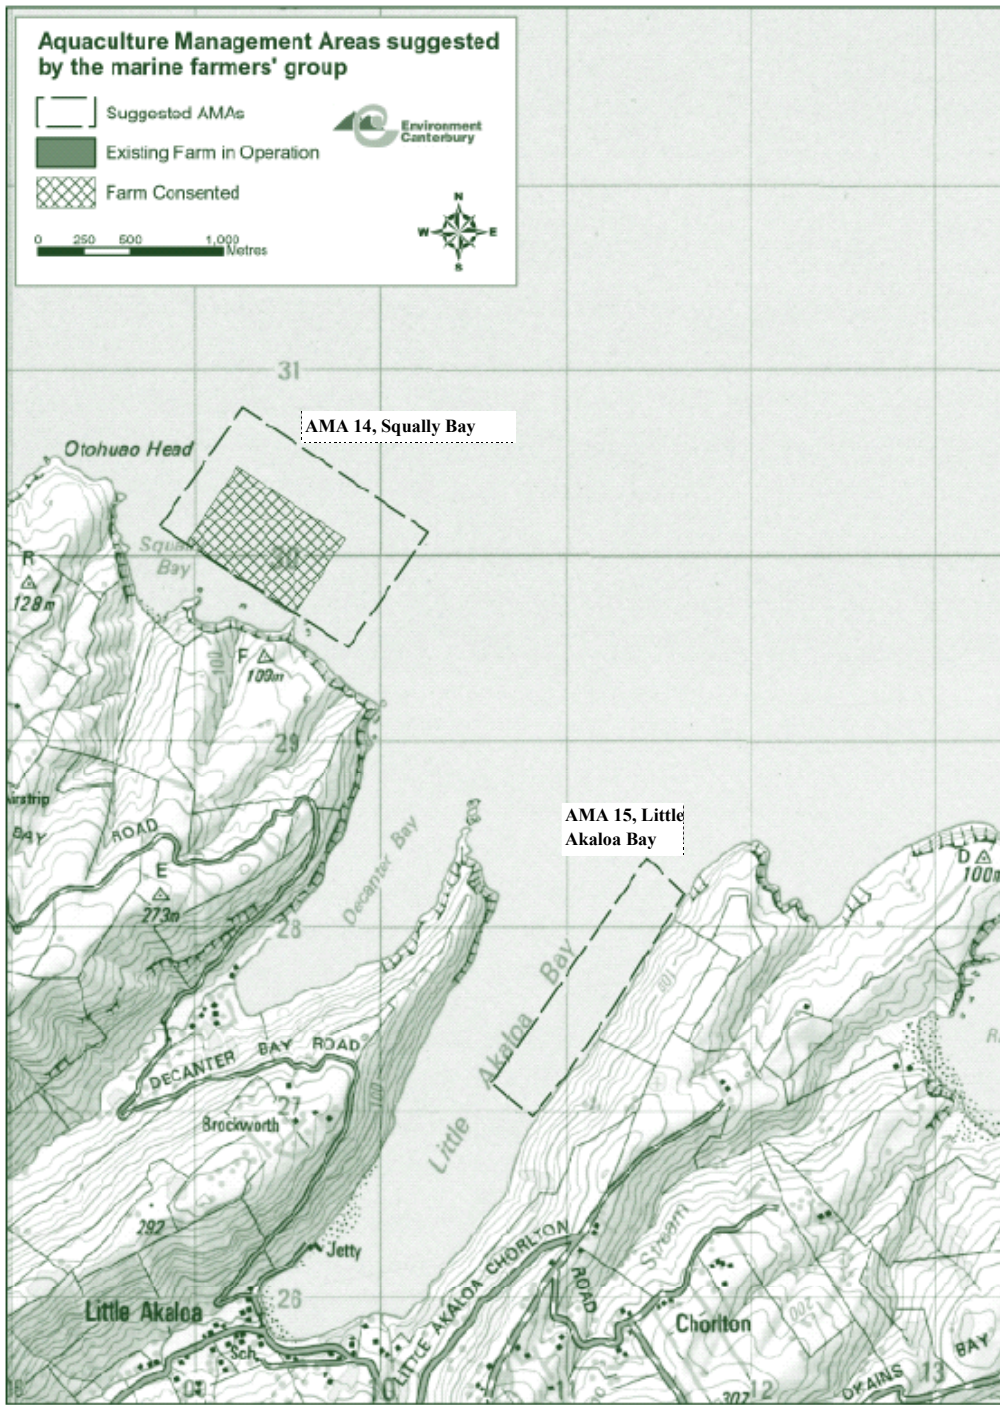 Aquaculture Management Areas suggested
by the marine farmers' group
Suggested AMAs
Existing Farm in Operation
Farm Consented
Environment
Canterbury
0 250 500 1,000
Metres
N
W E
S
31
AMA 14, Squally Bay
Otohuao Head
30
Bay
R
128m
F
109m
100
29
AMA 15, Little
Akaloa Bay
BAY ROAD
E
273m
Decanter Bay
D
100m
28
Little Akaloa Bay
DECANTER BAY ROAD
100
27
Brockworth
292
Jetty
Stream
26
Little Akaloa
LITTLE AKALOA CHORLTON
ROAD
Chorlton
200
Sch
10
11
12
13
307
OKAINS BAY